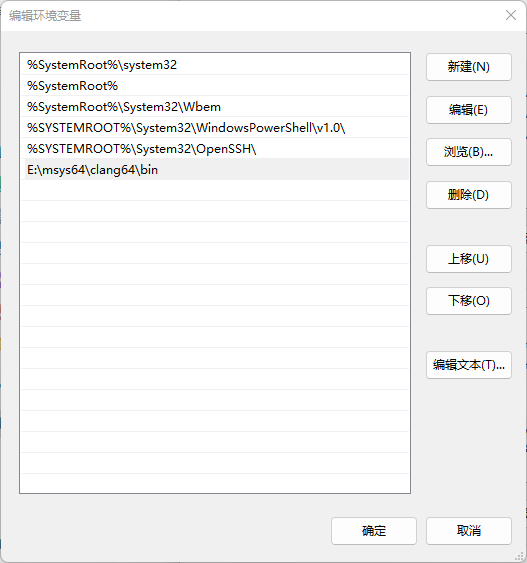 编辑环境变量
%SystemRoot%\system32
%SystemRoot%
%SystemRoot%\System32\Wbem
%SYSTEMROOT%\System32\WindowsPowerShell\v1.0\
%SYSTEMROOT%\System32\OpenSSH\
E:\msys64\clang64\bin
新建(N)
编辑(E)
浏览(B)...
删除(D)
上移(U)
下移(O)
编辑文本(T)...
确定
取消